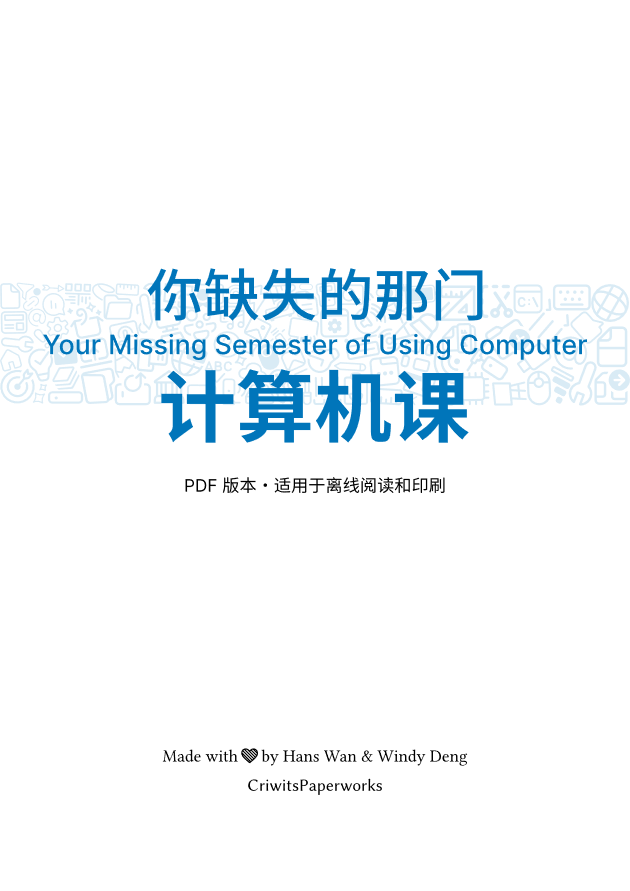 你缺失的那门
Your Missing Semester of Using Computer
计算机课
PDF 版本・适用于离线阅读和印刷
Made with by Hans Wan & Windy Deng
CriwitsPaperworks